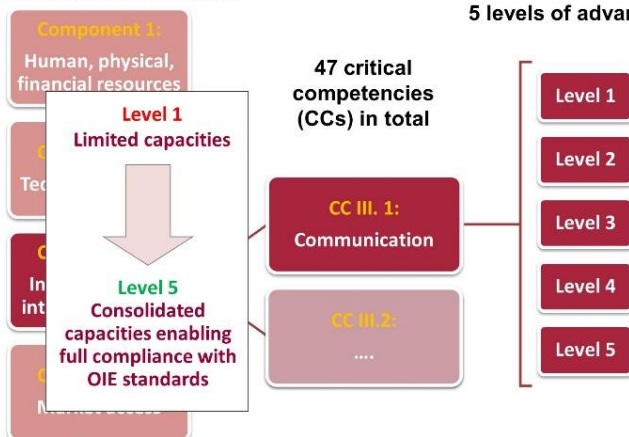 5 levels of advar
Component 1:
Human, physical,
financial resources
47 critical
competencies
(CCs) in total
Level 1
Limited capacities
Level 5
Consolidated
capacities enabling
full compliance with
OIE standards
CC III. 1:
Communication
CC III.2:
....
Level 1
Level 2
Level 3
Level 4
Level 5